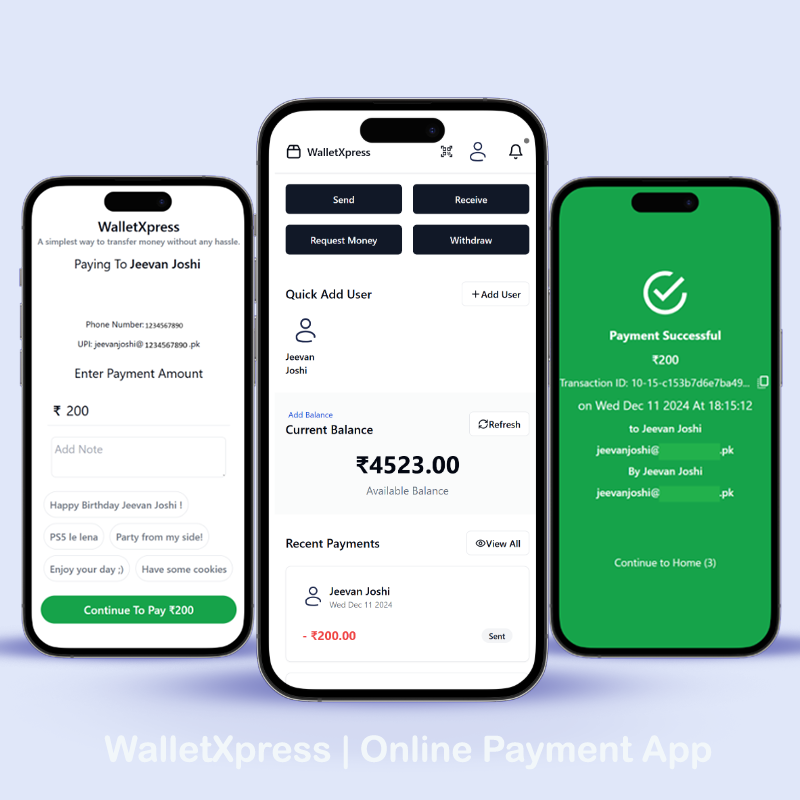 WalletXpress
A simplest way to transfer money without any hassle.
Paying To Jeevan Joshi
Phone Number: 1234567890
UPI: jeevanjoshi@ 1234567890 .pk
Enter Payment Amount
₹ 200
Add Note
Happy Birthday Jeevan Joshi !
PS5 le lena
Party from my side!
Enjoy your day ;)
Have some cookies
Continue To Pay ₹200
WalletXpress
Send
Receive
Request Money
Withdraw
Quick Add User
+ Add User
Jeevan
Joshi
Add Balance
Current Balance
Refresh
₹4523.00
Available Balance
Recent Payments
View All
Jeevan Joshi
Wed Dec 11 2024
- ₹200.00
Sent
Payment Successful
₹200
Transaction ID: 10-15-c153b7d6e7ba49...
on Wed Dec 11 2024 At 18:15:12
to Jeevan Joshi
jeevanjoshi@ .pk
By Jeevan Joshi
jeevanjoshi@ .pk
Continue to Home (3)
WalletXpress | Online Payment App